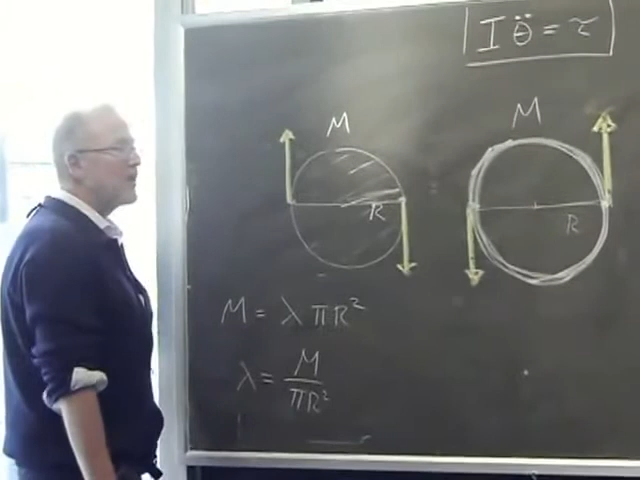 I θ̈ = τ
M
M
R
R
M = λ π R²
λ = M / πR²